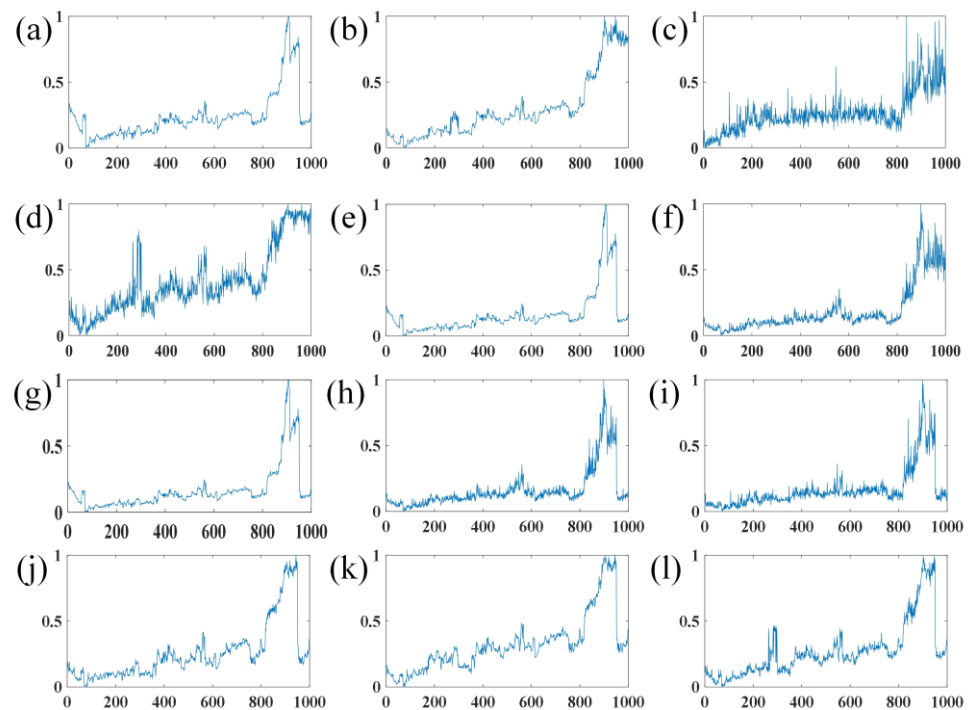 (a) 1 0.5 0 0 200 400 600 800 1000
(b) 1 0.5 0 0 200 400 600 800 1000
(c) 1 0.5 0 0 200 400 600 800 1000
(d) 1 0.5 0 0 200 400 600 800 1000
(e) 1 0.5 0 0 200 400 600 800 1000
(f) 1 0.5 0 0 200 400 600 800 1000
(g) 1 0.5 0 0 200 400 600 800 1000
(h) 1 0.5 0 0 200 400 600 800 1000
(i) 1 0.5 0 0 200 400 600 800 1000
(j) 1 0.5 0 0 200 400 600 800 1000
(k) 1 0.5 0 0 200 400 600 800 1000
(l) 1 0.5 0 0 200 400 600 800 1000